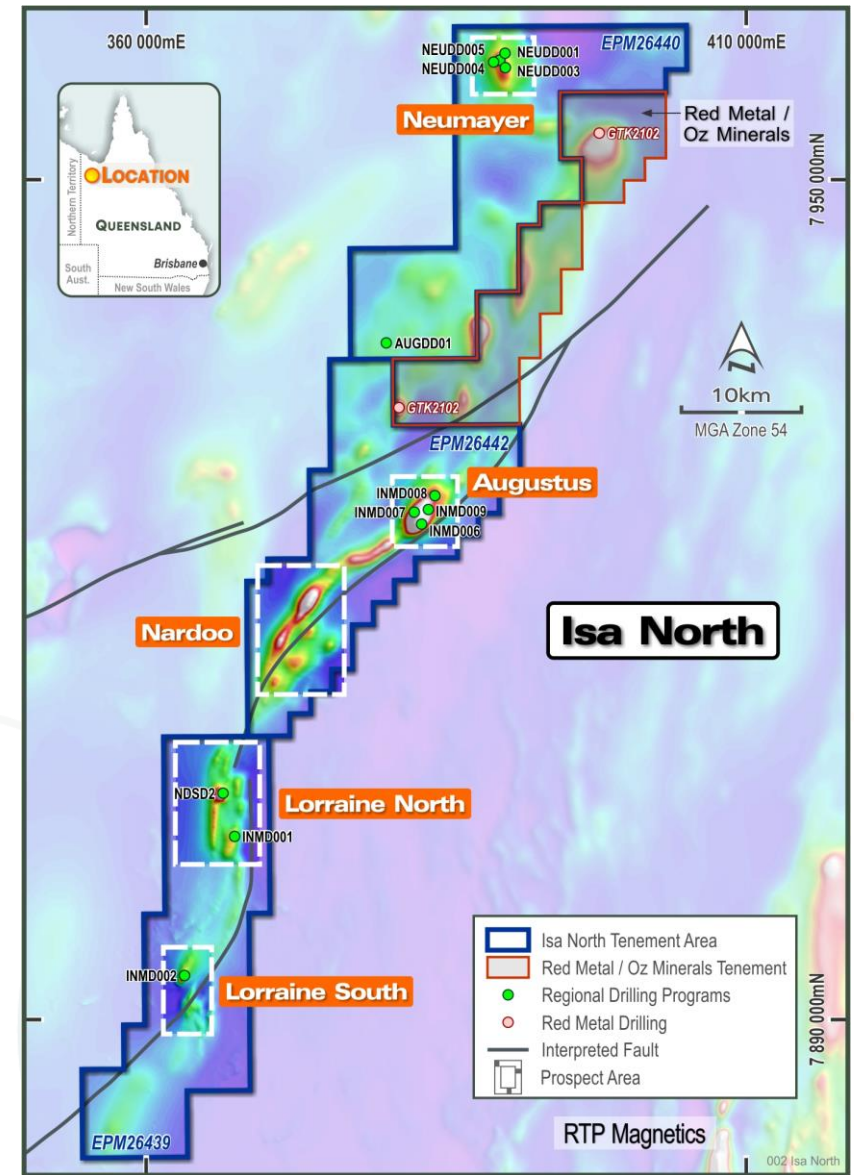 360 000mE
410 000mE
EPM26440
NEUDD005
NEUDD001
NEUDD004
NEUDD003
Neumayer
Red Metal /
Oz Minerals
GTK2102
7 950 000mN
LOCATION
Northern Territory
QUEENSLAND
Brisbane
South
Aust.
New South Wales
AUGDD01
N
10km
MGA Zone 54
GTK2102
EPM26442
Augustus
INMD008
INMD007
INMD009
INMD006
Nardoo
Isa North
NDSD2
Lorraine North
INMD001
INMD002
Lorraine South
7 890 000mN
Isa North Tenement Area
Red Metal / Oz Minerals Tenement
Regional Drilling Programs
Red Metal Drilling
Interpreted Fault
Prospect Area
EPM26439
RTP Magnetics
002 Isa North